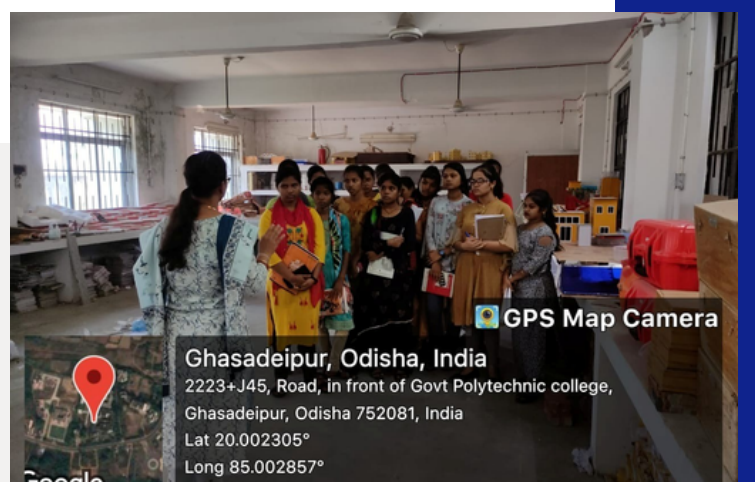 GPS Map Camera
Ghasadeipur, Odisha, India
2223+J45, Road, in front of Govt Polytechnic college,
Ghasadeipur, Odisha 752081, India
Lat 20.002305°
Long 85.002857°
Google